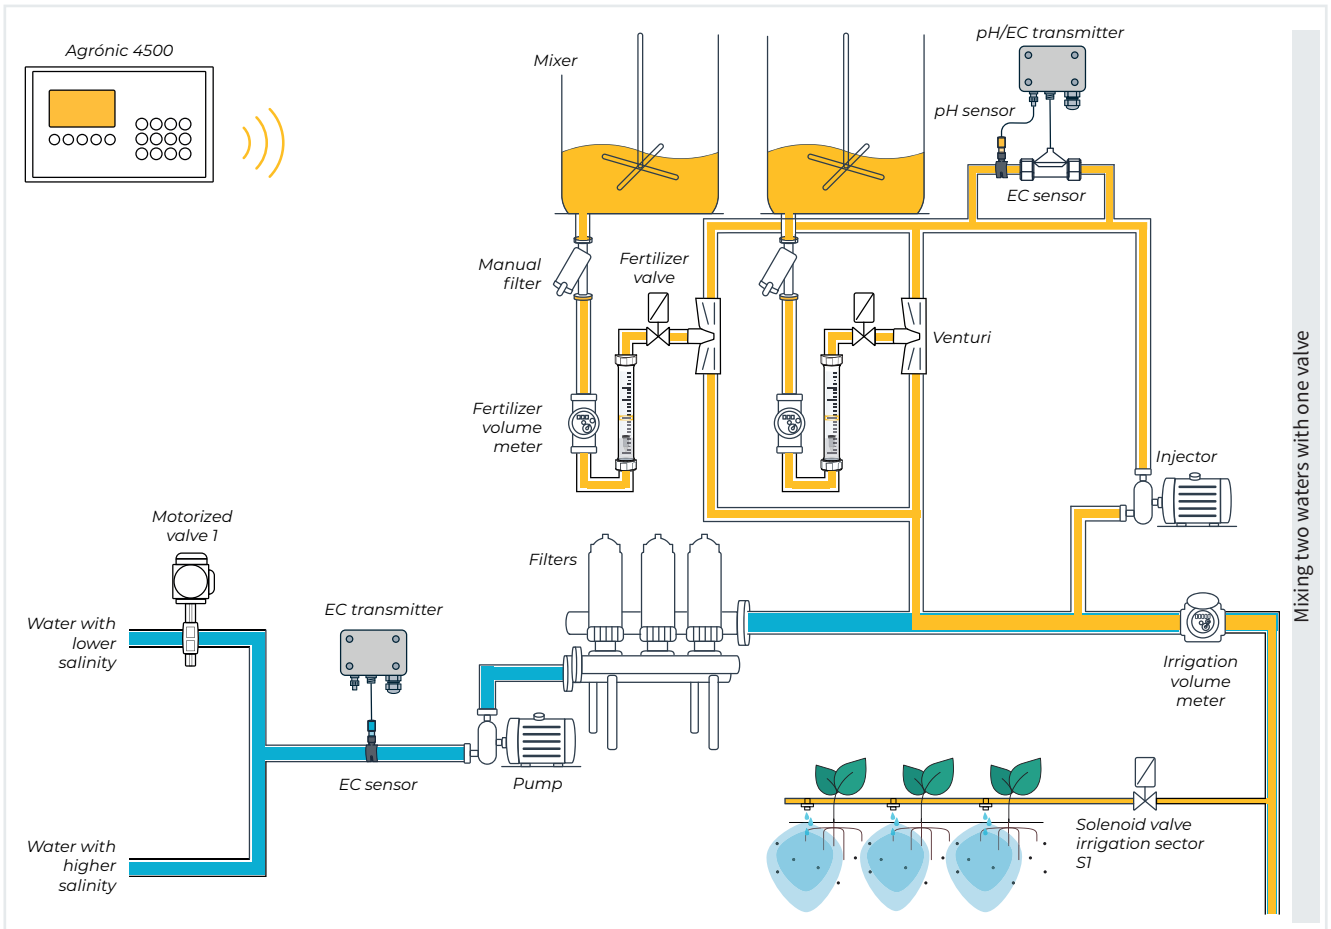 Agrónic 4500
Mixer
pH/EC transmitter
pH sensor
EC sensor
Manual
filter
Fertilizer
valve
Venturi
Fertilizer
volume
meter
Injector
Motorized
valve 1
Filters
EC transmitter
Water with
lower
salinity
Irrigation
volume
meter
EC sensor
Pump
Water with
higher
salinity
Solenoid valve
irrigation sector
S1
Mixing two waters with one valve